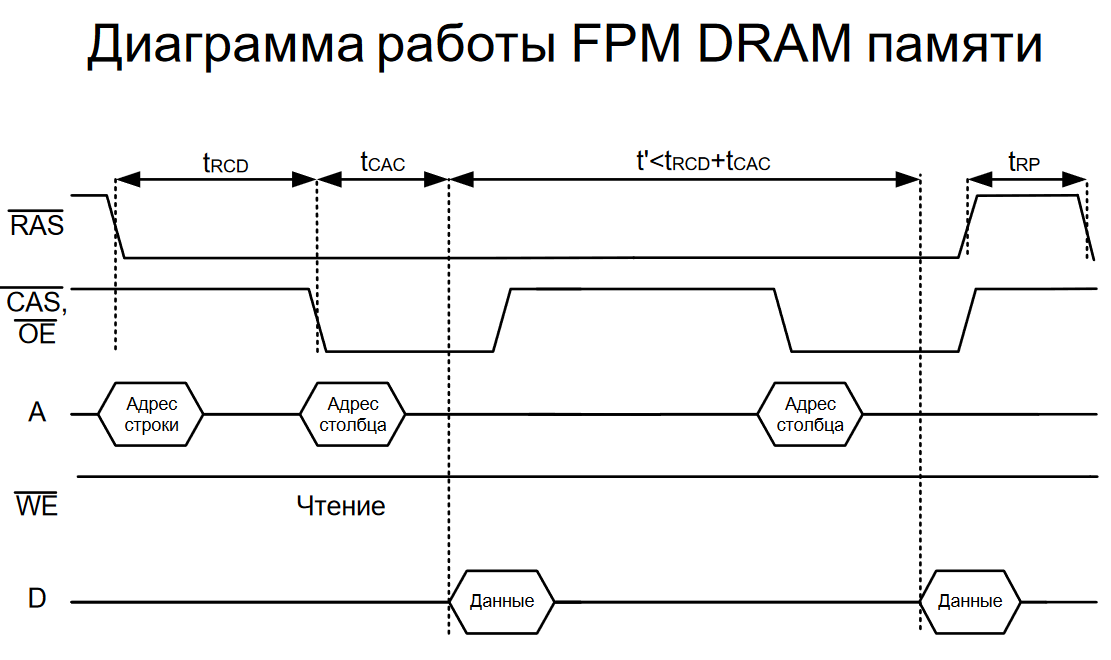 Диаграмма работы FPM DRAM памяти
tRCD
tCAC
t'<tRCD+tCAC
tRP
RAS
CAS,
OE
A
Адрес
строки
Адрес
столбца
Адрес
столбца
WE
Чтение
D
Данные
Данные